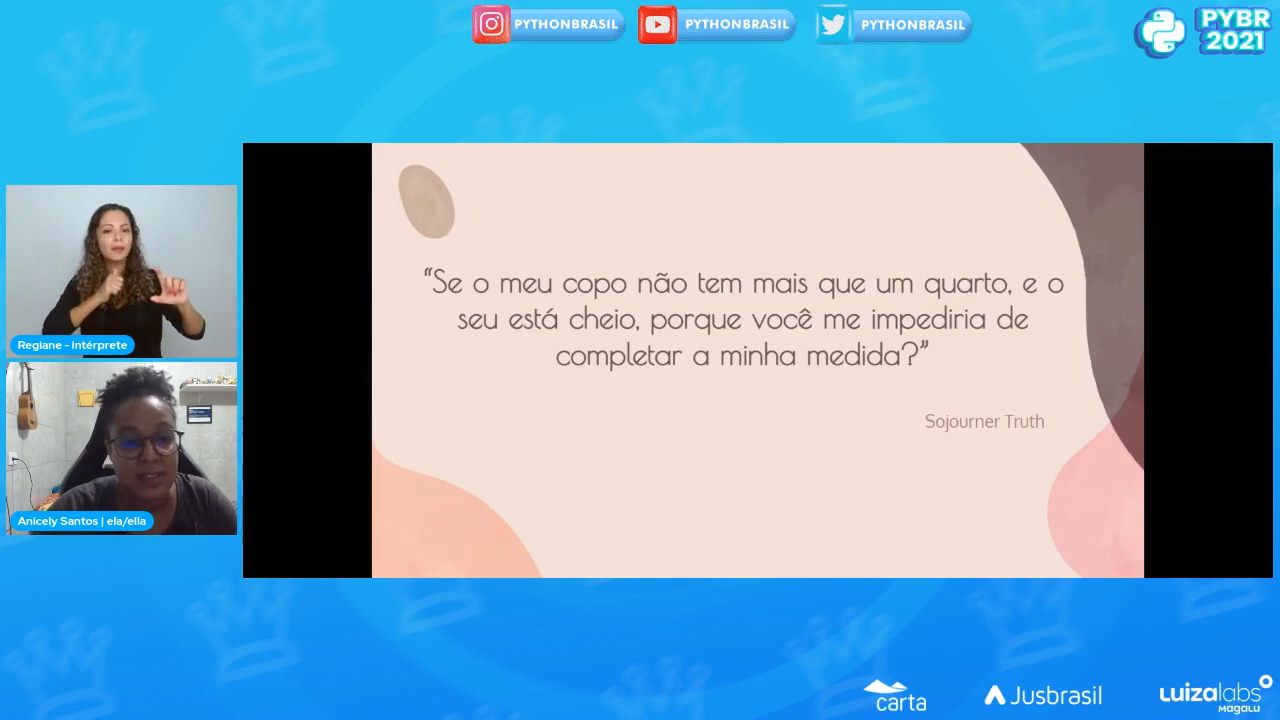 PYTHONBRASIL
PYTHONBRASIL
PYTHONBRASIL
PYBR
2021
“Se o meu copo não tem mais que um quarto, e o
seu está cheio, porque você me impediria de
completar a minha medida?”
Sojourner Truth
Regiane - intérprete
Anicely Santos | ela/ella
carta
Jusbrasil
LUIZAlabs
MAGALU